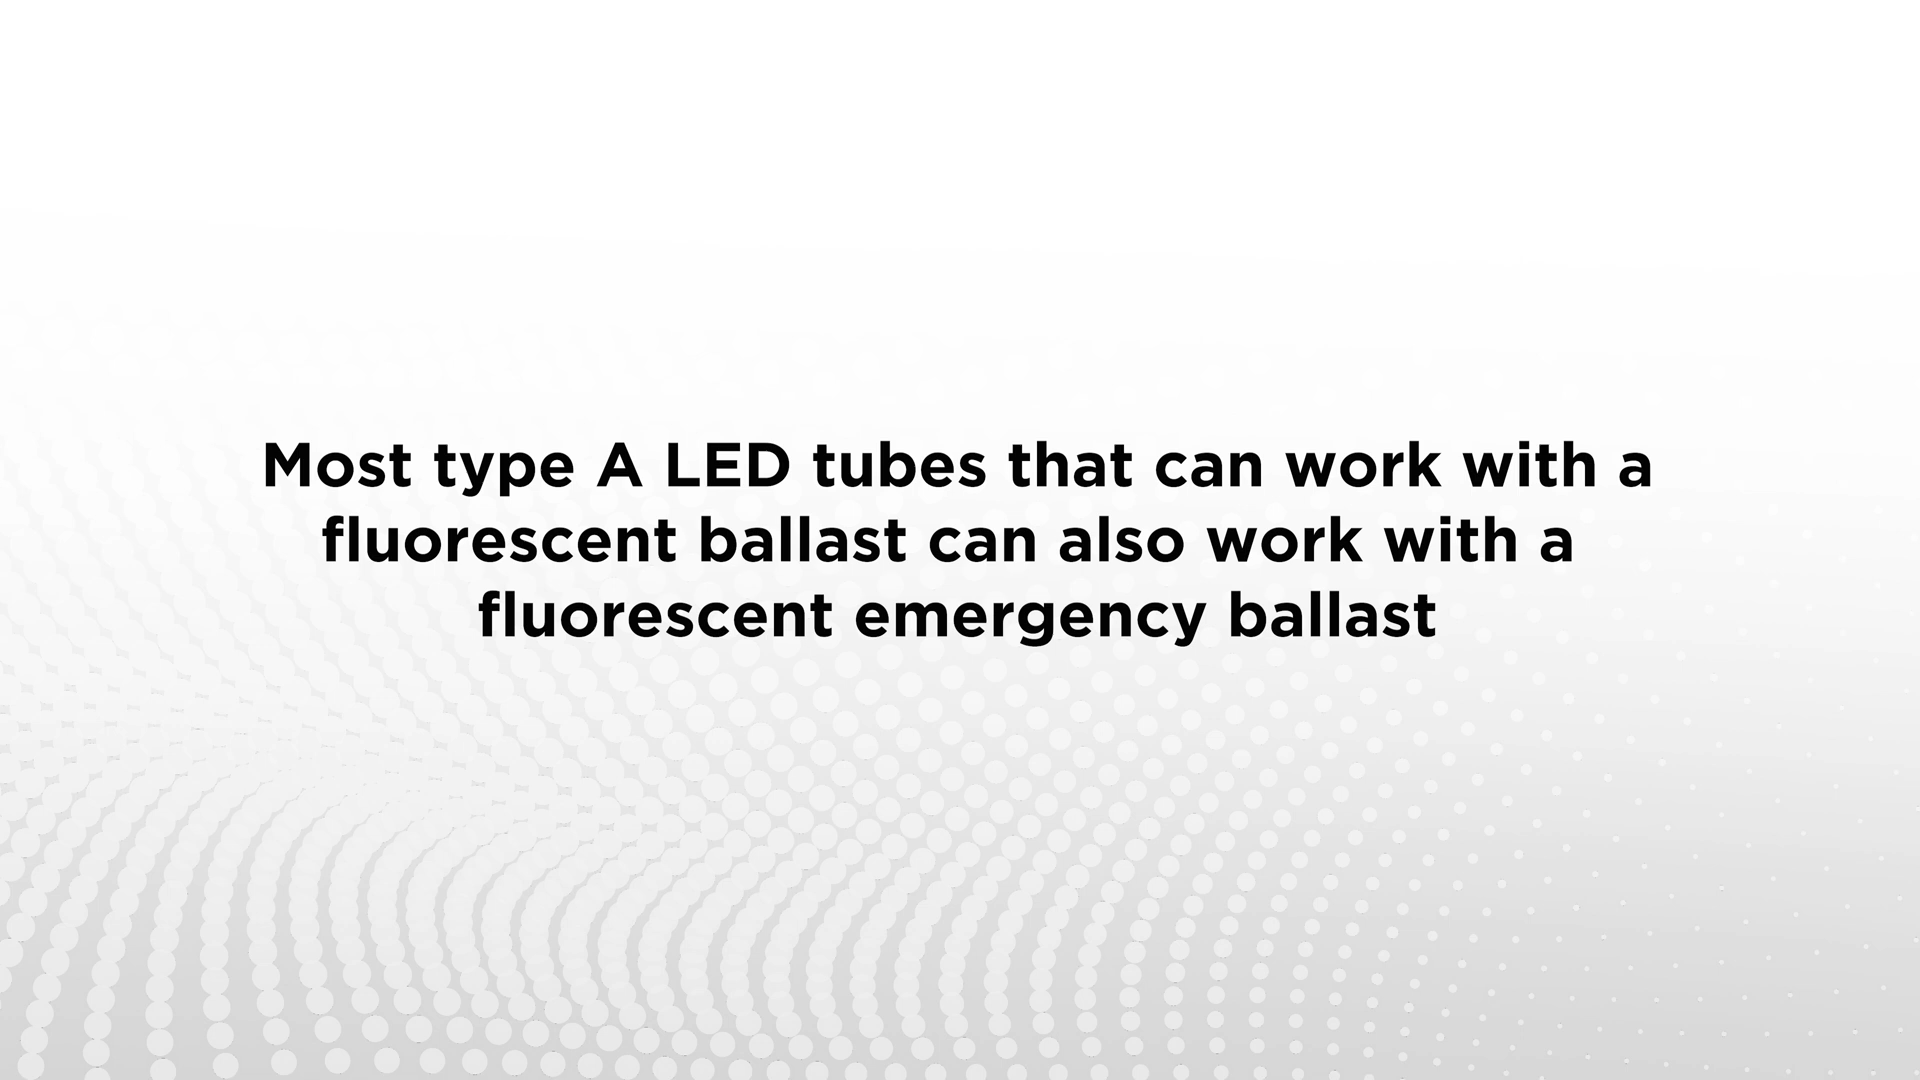 Most type A LED tubes that can work with a
fluorescent ballast can also work with a
fluorescent emergency ballast